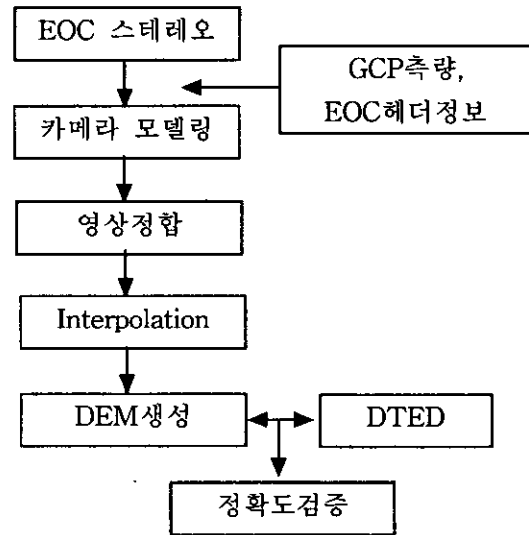 EOC 스테레오
GCP측량,
EOC헤더정보
카메라 모델링
영상정합
Interpolation
DEM생성
DTED
정확도검증